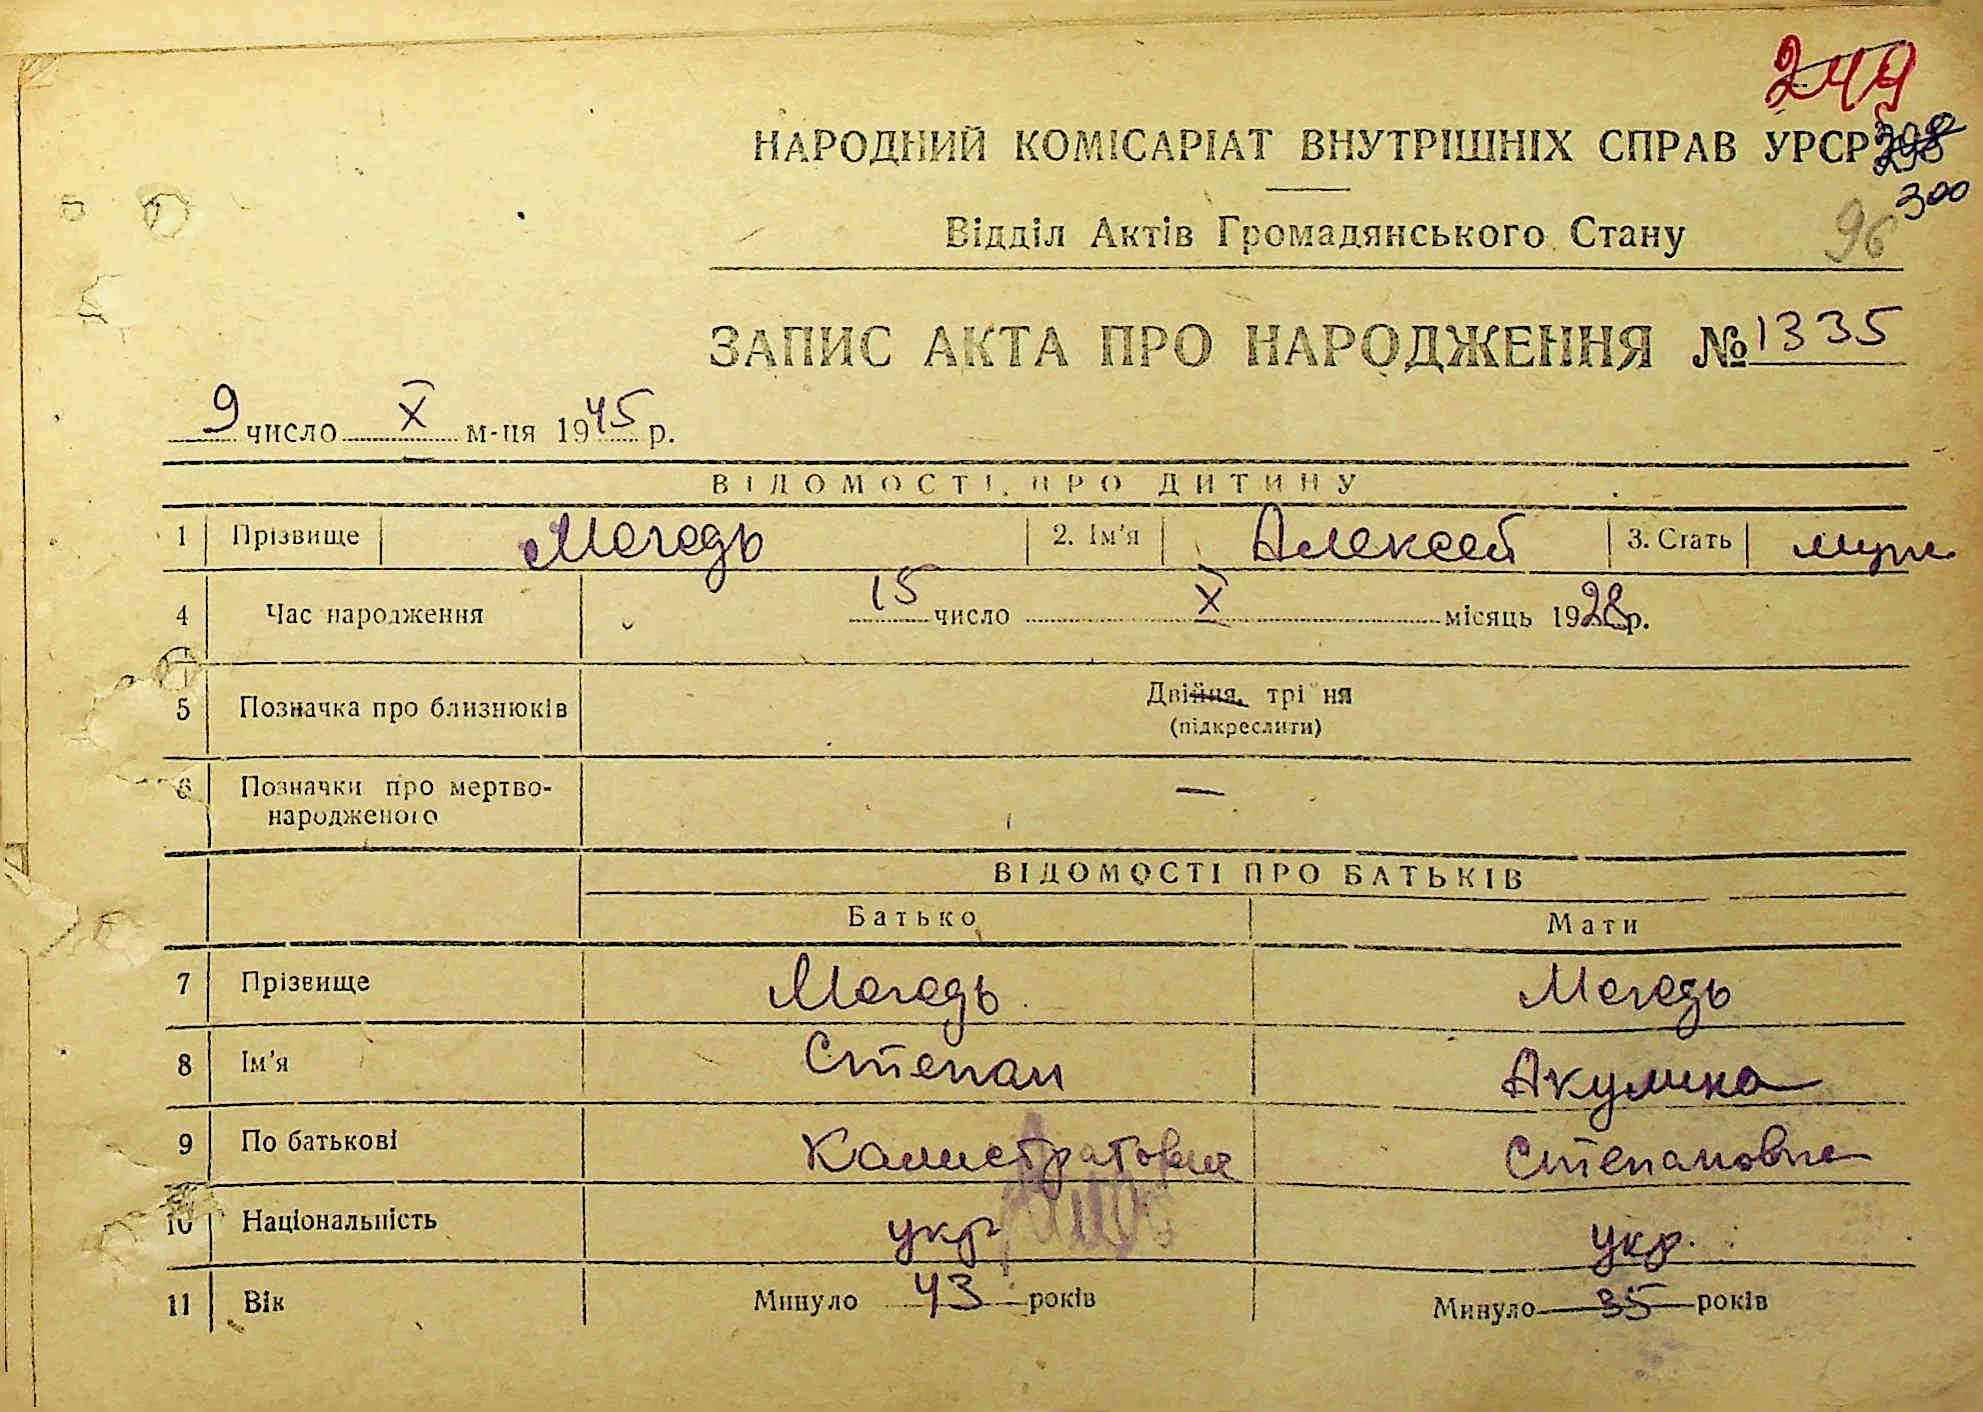 249
НАРОДНИЙ КОМІСАРІАТ ВНУТРІШНІХ СПРАВ УРСР 298
300
Відділ Актів Громадянського Стану 96
ЗАПИС АКТА ПРО НАРОДЖЕННЯ № 1335
9 число X м-ця 1945 р.
ВІДОМОСТІ ПРО ДИТИНУ
1 Прізвище Мегедь 2. Ім'я Алексей 3. Стать муж
4 Час народження 15 число X місяць 1928 р.
5 Позначка про близнюків Двійня, трійня
(підкреслити)
6 Позначки про мертво-
народженого —
ВІДОМОСТІ ПРО БАТЬКІВ
Батько Мати
7 Прізвище Мегедь Мегедь
8 Ім'я Степан Акулина
9 По батькові Степановна
10 Національність укр укр.
11 Вік Минуло 43 років Минуло 35 років